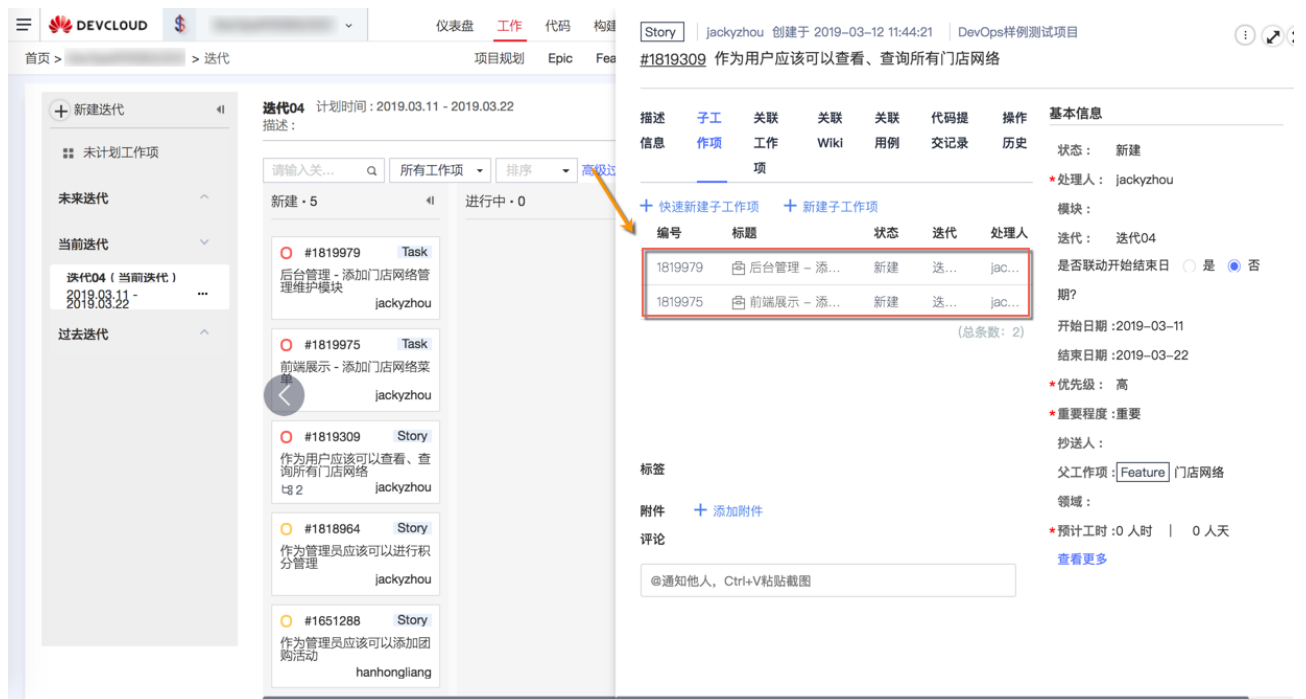 DEVCLOUD
$
仪表盘 工作 代码 构建
首页 > > 迭代
项目规划 Epic Fea
新建迭代
未计划工作项
未来迭代
当前迭代
迭代04（当前迭代）
2019.03.11 -
2019.03.22
...
过去迭代
迭代04 计划时间 : 2019.03.11 - 2019.03.22
描述 :
请输入关... 所有工作项 排序 高级过
新建 · 5 进行中 · 0
#1819979 Task
后台管理 - 添加门店网络管
理维护模块
jackyzhou
#1819975 Task
前端展示 - 添加门店网络菜
单
jackyzhou
#1819309 Story
作为用户应该可以查看、查
询所有门店网络
2 jackyzhou
#1818964 Story
作为管理员应该可以进行积
分管理
jackyzhou
#1651288 Story
作为管理员应该可以添加团
购活动
hanhongliang
Story jackyzhou 创建于 2019-03-12 11:44:21 DevOps样例测试项目
#1819309 作为用户应该可以查看、查询所有门店网络
描述 子工 关联 关联 关联 代码提 操作
信息 作项 工作 Wiki 用例 交记录 历史
项
快速新建子工作项 新建子工作项
编号 标题 状态 迭代 处理人
1819979 后台管理 - 添... 新建 迭... jac...
1819975 前端展示 - 添... 新建 迭... jac...
(总条数: 2)
标签
附件 添加附件
评论
@通知他人，Ctrl+V粘贴截图
基本信息
状态 : 新建
*处理人 : jackyzhou
模块 :
迭代 : 迭代04
是否联动开始结束日 是 否
期?
开始日期 :2019-03-11
结束日期 :2019-03-22
*优先级 : 高
*重要程度 :重要
抄送人 :
父工作项 : Feature 门店网络
领域 :
*预计工时 :0 人时 | 0 人天
查看更多